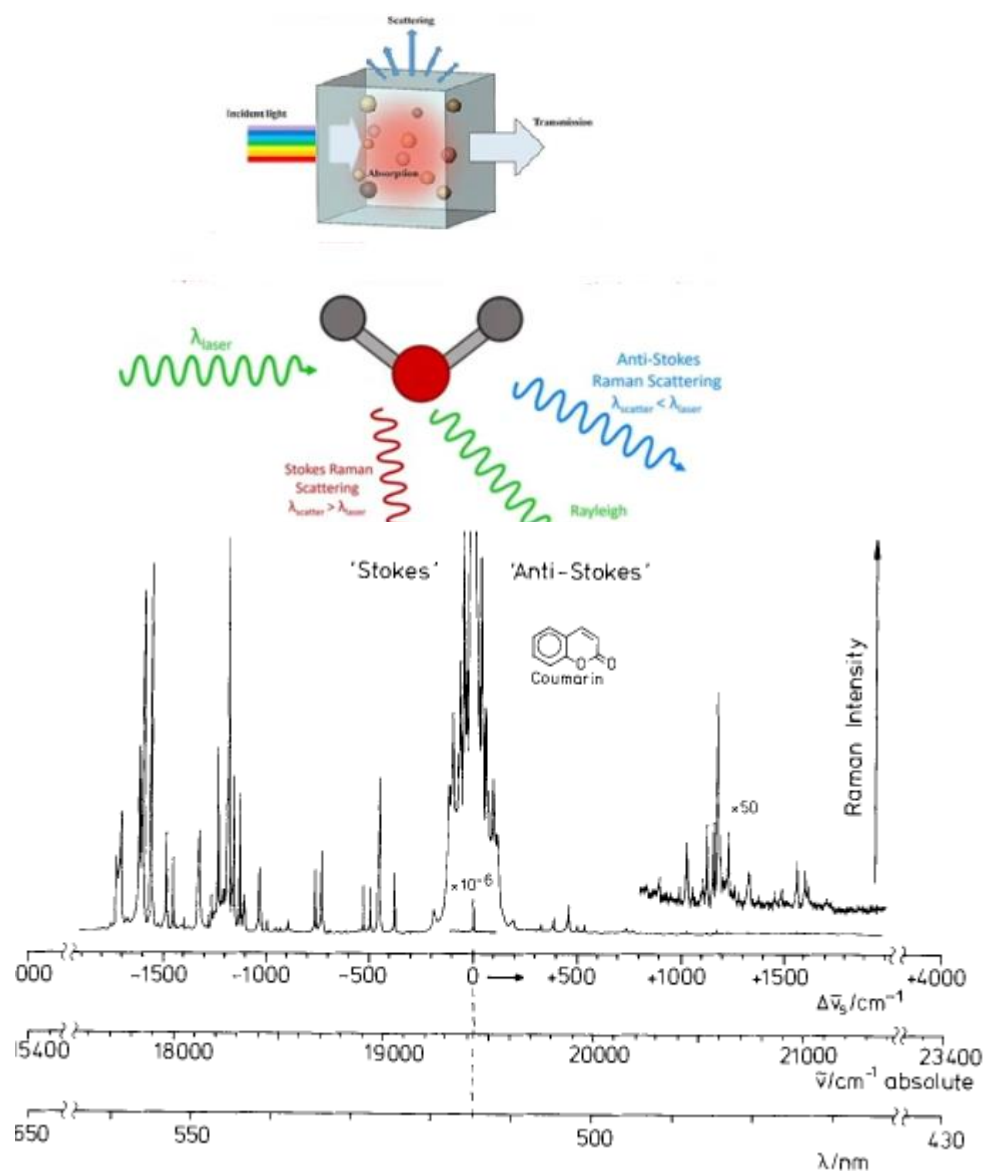 Scattering
Incident light
Transmission
Absorption
λlaser
Anti-Stokes
Raman Scattering
λscatter < λlaser
Stokes Raman
Scattering
λscatter > λlaser
Rayleigh
'Stokes' 'Anti-Stokes'
Coumarin
O O
Raman Intensity
×50
×10⁻⁶
000 -1500 -1000 -500 0 +500 +1000 +1500 +4000
Δν̃s/cm⁻¹
15400 18000 19000 20000 21000 23400
ν̃/cm⁻¹ absolute
550 550 500 430
λ/nm